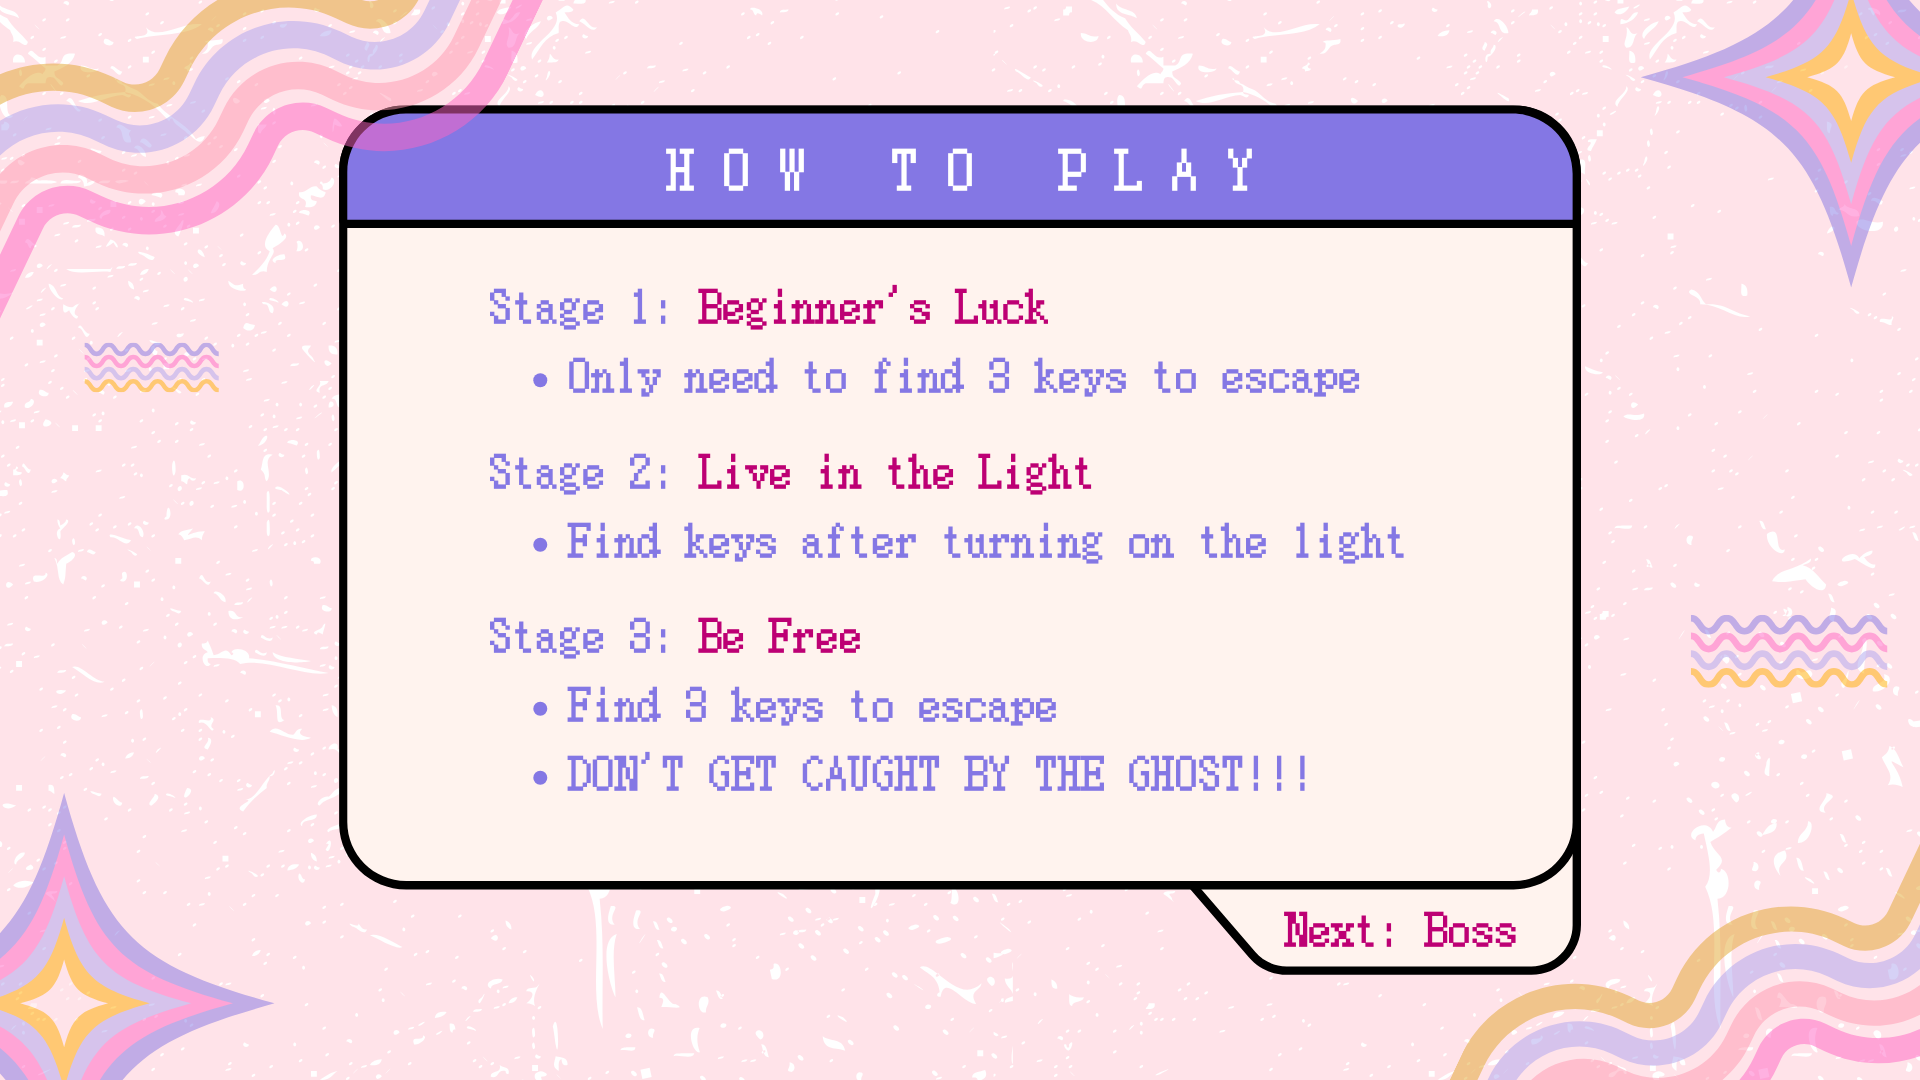 HOW TO PLAY
Stage 1: Beginner's Luck
• Only need to find 3 keys to escape
Stage 2: Live in the Light
• Find keys after turning on the light
Stage 3: Be Free
• Find 3 keys to escape
• DON'T GET CAUGHT BY THE GHOST!!!
Next: Boss